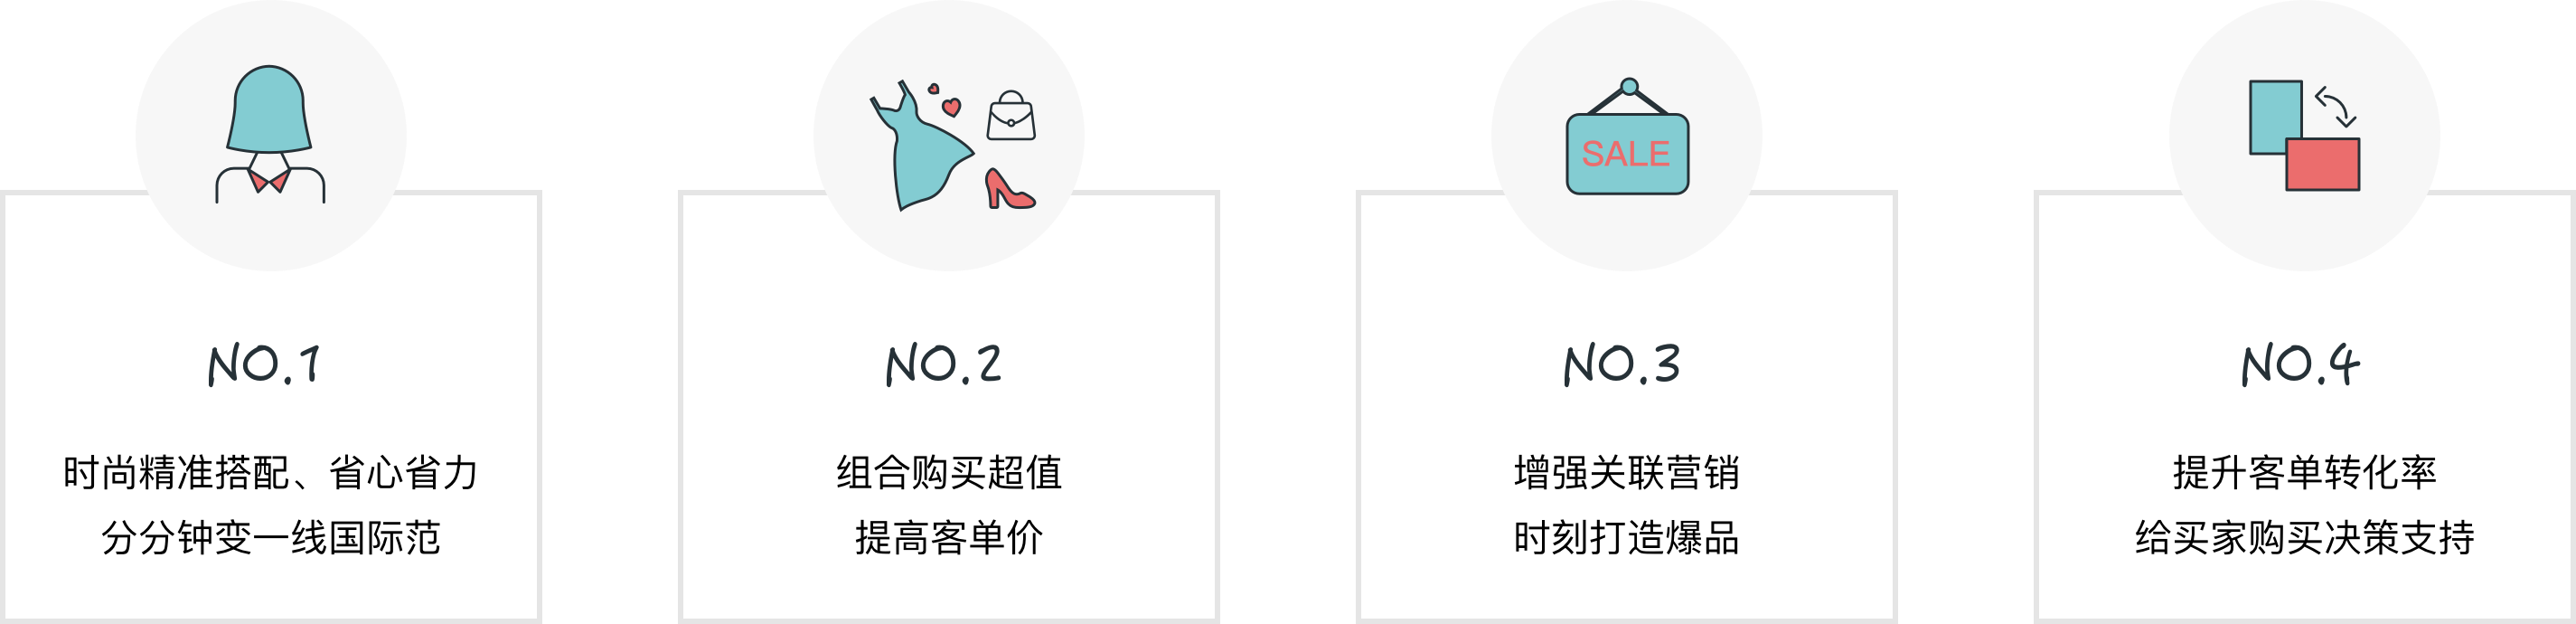 SALE
NO.1
时尚精准搭配、省心省力
分分钟变一线国际范
NO.2
组合购买超值
提高客单价
NO.3
增强关联营销
时刻打造爆品
NO.4
提升客单转化率
给买家购买决策支持